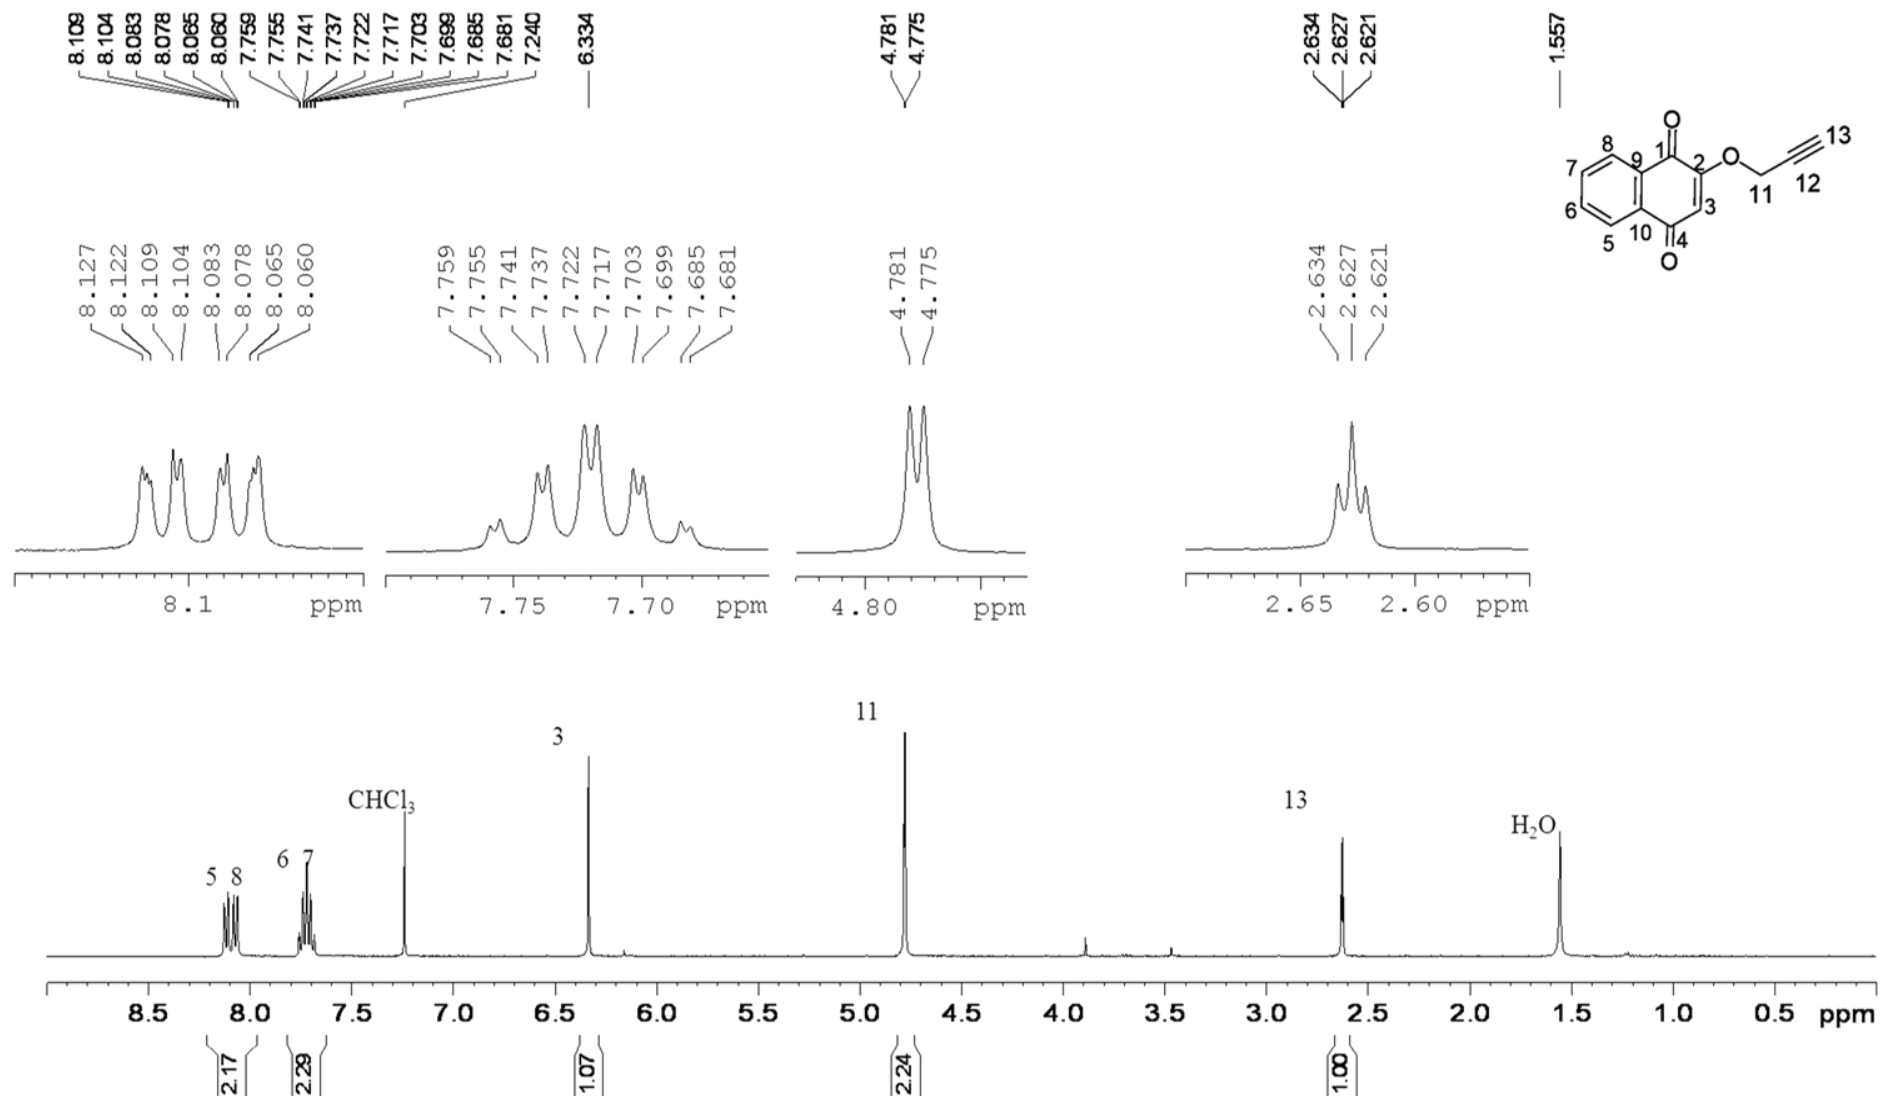 8.109 8.104 8.083 8.078 8.065 8.060 7.759 7.755 7.741 7.737 7.722 7.717 7.703 7.699 7.685 7.681 7.240 6.334 4.781 4.775 2.634 2.627 2.621 1.557
O
8 1 2 O 13
7 9
11 12
6 3
5 10 4
O
8.127 8.122 8.109 8.104 8.083 8.078 8.065 8.060 7.759 7.755 7.741 7.737 7.722 7.717 7.703 7.699 7.685 7.681 4.781 4.775 2.634 2.627 2.621
8.1 ppm 7.75 7.70 ppm 4.80 ppm 2.65 2.60 ppm
11
3
CHCl₃ 13
H₂O
6 7
5 8
8.5 8.0 7.5 7.0 6.5 6.0 5.5 5.0 4.5 4.0 3.5 3.0 2.5 2.0 1.5 1.0 0.5 ppm
2.17 2.29 1.07 2.24 1.00